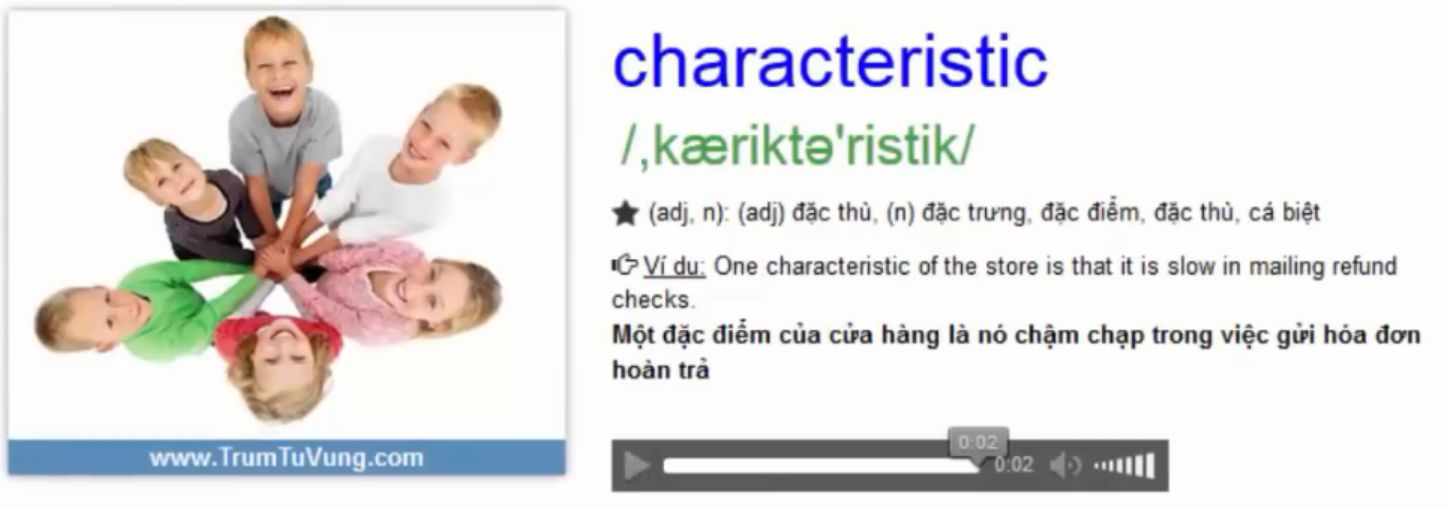 characteristic
/,kæriktə'ristik/
★ (adj, n): (adj) đặc thù, (n) đặc trưng, đặc điểm, đặc thù, cá biệt
Ví du: One characteristic of the store is that it is slow in mailing refund
checks.
Một đặc điểm của cửa hàng là nó chậm chạp trong việc gửi hóa đơn
hoàn trả
0:02
0:02
www.TrumTuVung.com